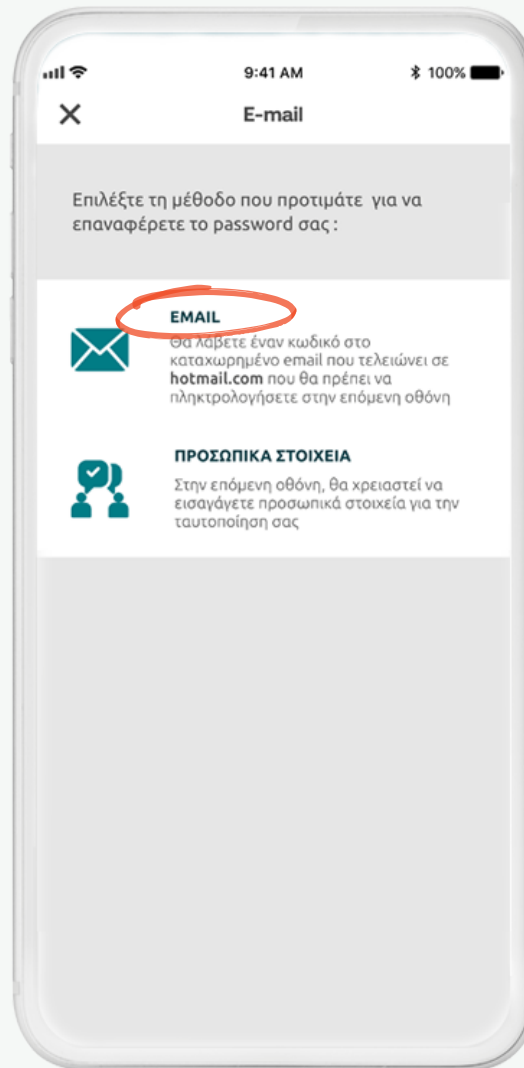 9:41 AM
100%
E-mail
Επιλέξτε τη μέθοδο που προτιμάτε για να
επαναφέρετε το password σας :
EMAIL
Θα λάβετε έναν κωδικό στο
καταχωρημένο email που τελειώνει σε
hotmail.com που θα πρέπει να
πληκτρολογήσετε στην επόμενη οθόνη
ΠΡΟΣΩΠΙΚΑ ΣΤΟΙΧΕΙΑ
Στην επόμενη οθόνη, θα χρειαστεί να
εισαγάγετε προσωπικά στοιχεία για την
ταυτοποίηση σας